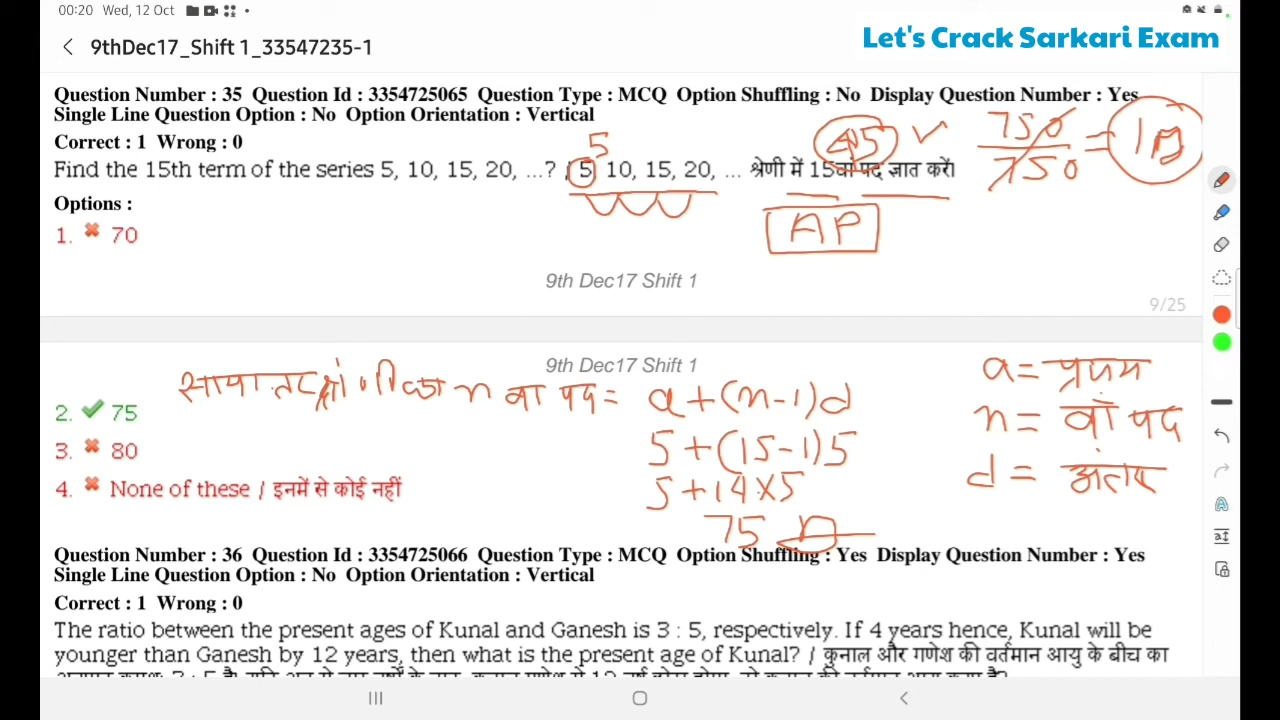 00:20 Wed, 12 Oct
9thDec17_Shift 1_33547235-1
Let's Crack Sarkari Exam
Question Number : 35 Question Id : 3354725065 Question Type : MCQ Option Shuffling : No Display Question Number : Yes
Single Line Question Option : No Option Orientation : Vertical
Correct : 1 Wrong : 0
5
45
750
750
=
Find the 15th term of the series 5, 10, 15, 20, ...? / 5, 10, 15, 20, ... श्रेणी में 15वां पद ज्ञात करें।
Options :
1. 70
AP
9th Dec17 Shift 1
9/25
9th Dec17 Shift 1
n वा पद = a+(n-1)d
a = प्रथम
2. 75
n = वां पद
5+(15-1)5
3. 80
d = अंतर
5+14×5
4. None of these / इनमें से कोई नहीं
75
Question Number : 36 Question Id : 3354725066 Question Type : MCQ Option Shuffling : Yes Display Question Number : Yes
Single Line Question Option : No Option Orientation : Vertical
Correct : 1 Wrong : 0
The ratio between the present ages of Kunal and Ganesh is 3 : 5, respectively. If 4 years hence, Kunal will be
younger than Ganesh by 12 years, then what is the present age of Kunal? / कुनाल और गणेश की वर्तमान आयु के बीच का